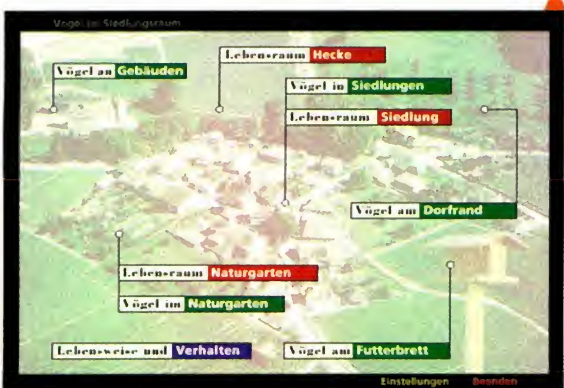 Vögel im Siedlungsraum
Lebensraum Hecke
Vögel an Gebäuden
Vögel in Siedlungen
Lebensraum Siedlung
Vögel am Dorfrand
Lebensraum Naturgarten
Vögel im Naturgarten
Lebensweise und Verhalten
Vögel am Futterbrett
Einstellungen Beenden